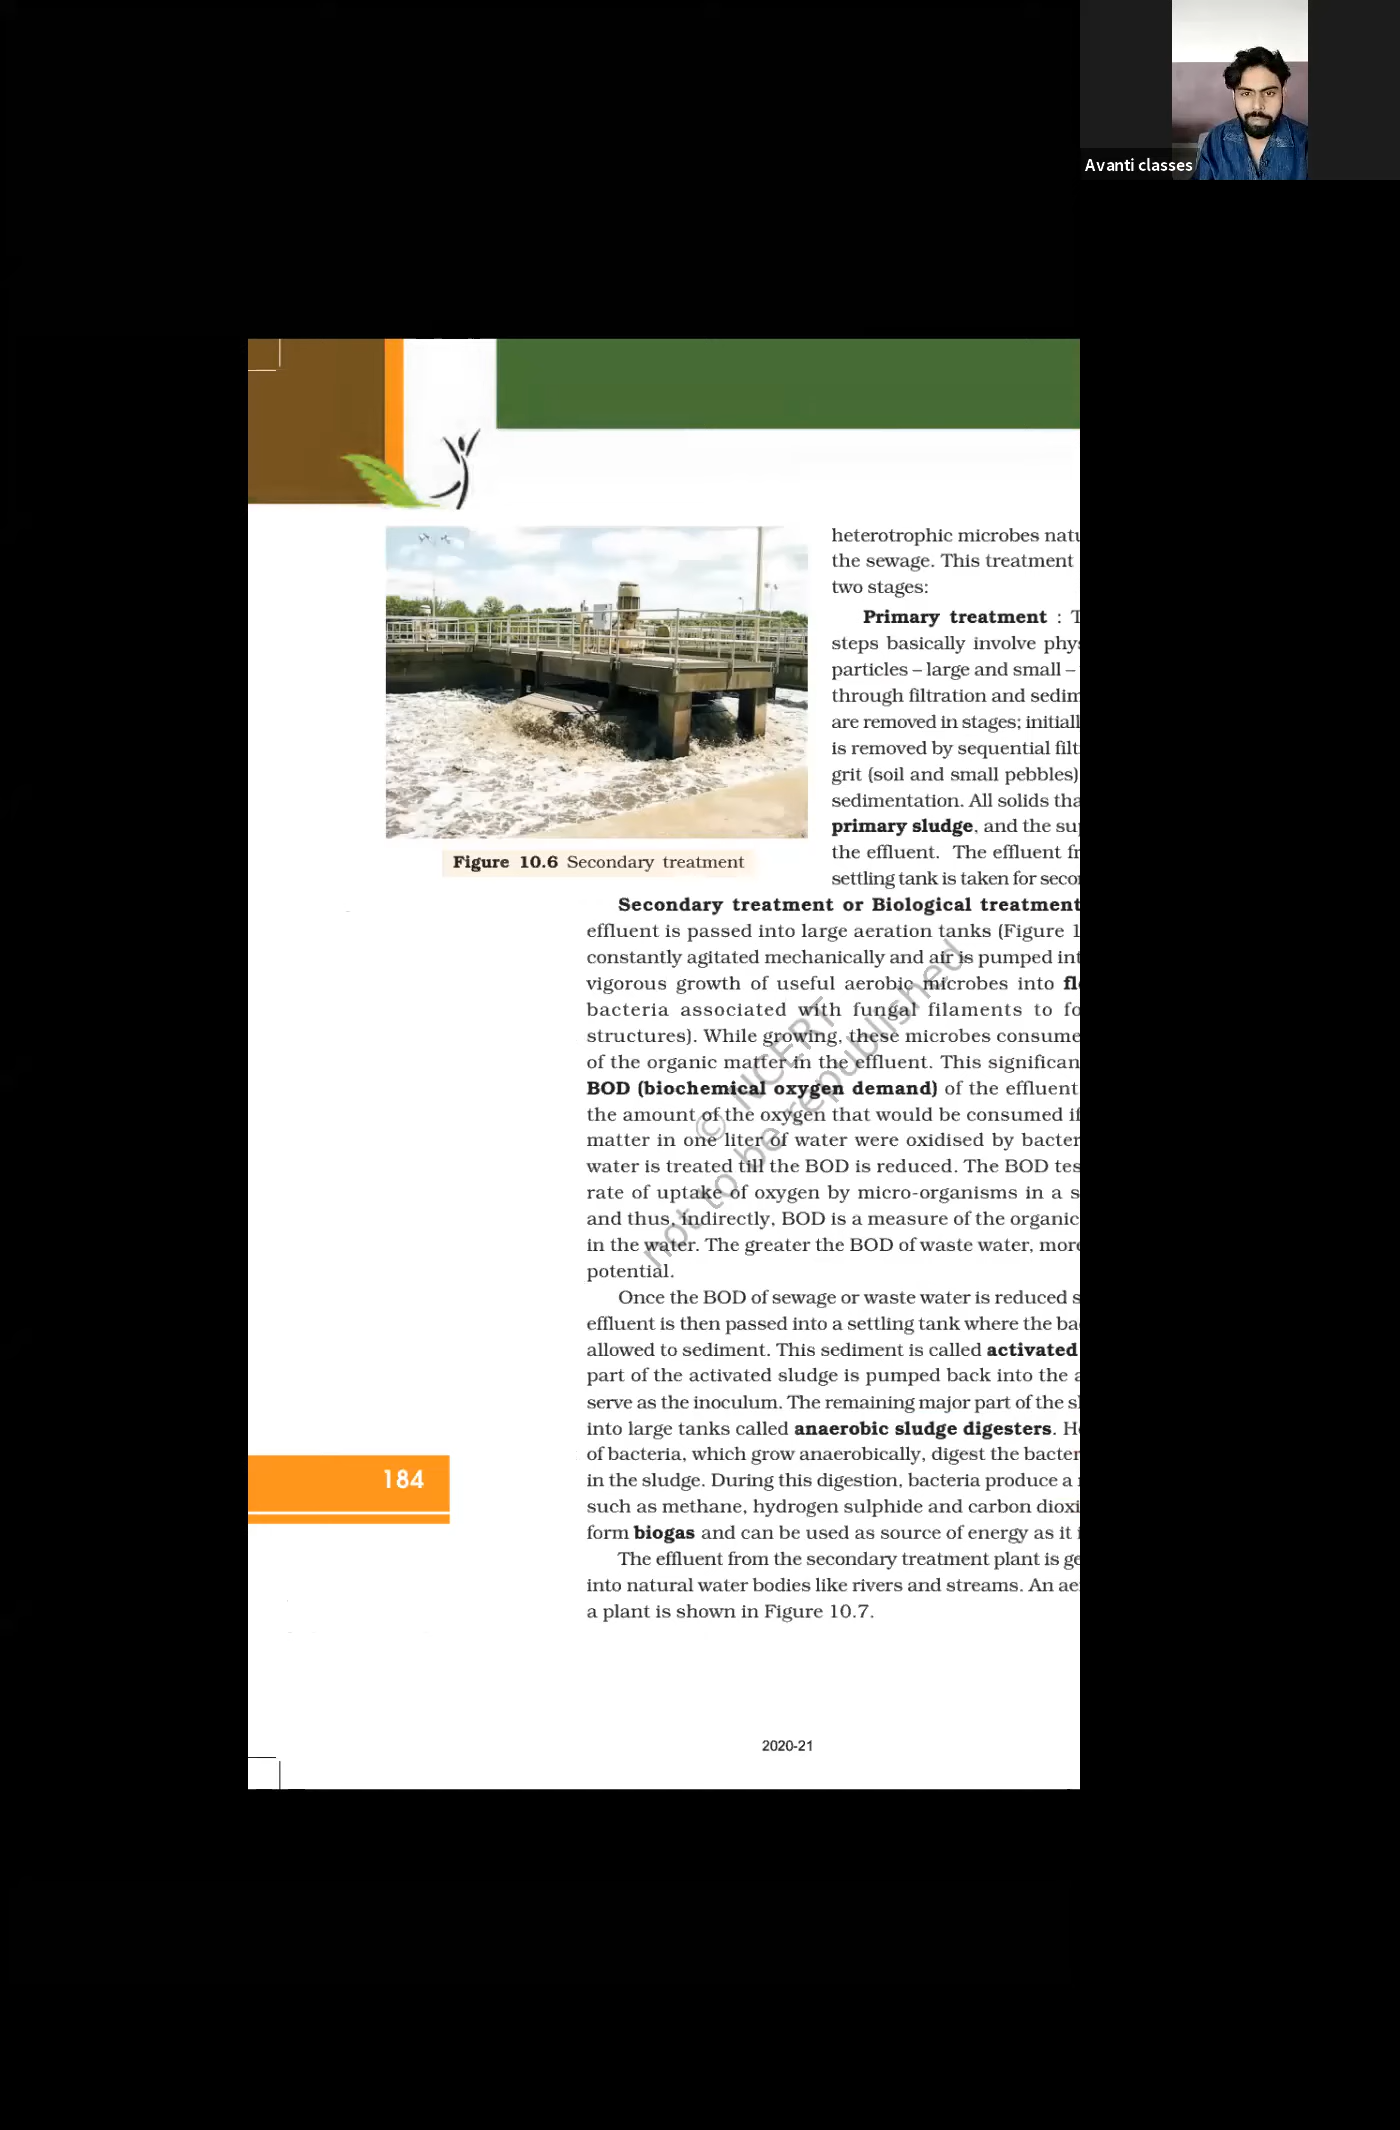 Avanti classes
heterotrophic microbes natu
the sewage. This treatment
two stages:
Primary treatment : T
steps basically involve phys
particles – large and small –
through filtration and sedim
are removed in stages; initiall
is removed by sequential filt
grit (soil and small pebbles)
sedimentation. All solids tha
primary sludge, and the sup
the effluent. The effluent fr
settling tank is taken for secon
Figure 10.6 Secondary treatment
Secondary treatment or Biological treatment
effluent is passed into large aeration tanks (Figure 1
constantly agitated mechanically and air is pumped int
vigorous growth of useful aerobic microbes into flo
bacteria associated with fungal filaments to fo
structures). While growing, these microbes consume
of the organic matter in the effluent. This significan
BOD (biochemical oxygen demand) of the effluent
the amount of the oxygen that would be consumed if
matter in one liter of water were oxidised by bacter
water is treated till the BOD is reduced. The BOD tes
rate of uptake of oxygen by micro-organisms in a s
and thus, indirectly, BOD is a measure of the organic
in the water. The greater the BOD of waste water, more
potential.
Once the BOD of sewage or waste water is reduced s
effluent is then passed into a settling tank where the ba
allowed to sediment. This sediment is called activated
part of the activated sludge is pumped back into the a
serve as the inoculum. The remaining major part of the sl
into large tanks called anaerobic sludge digesters. He
of bacteria, which grow anaerobically, digest the bacter
in the sludge. During this digestion, bacteria produce a
such as methane, hydrogen sulphide and carbon dioxi
form biogas and can be used as source of energy as it i
The effluent from the secondary treatment plant is ge
into natural water bodies like rivers and streams. An ae
a plant is shown in Figure 10.7.
© NCERT
not to be republished
184
2020-21